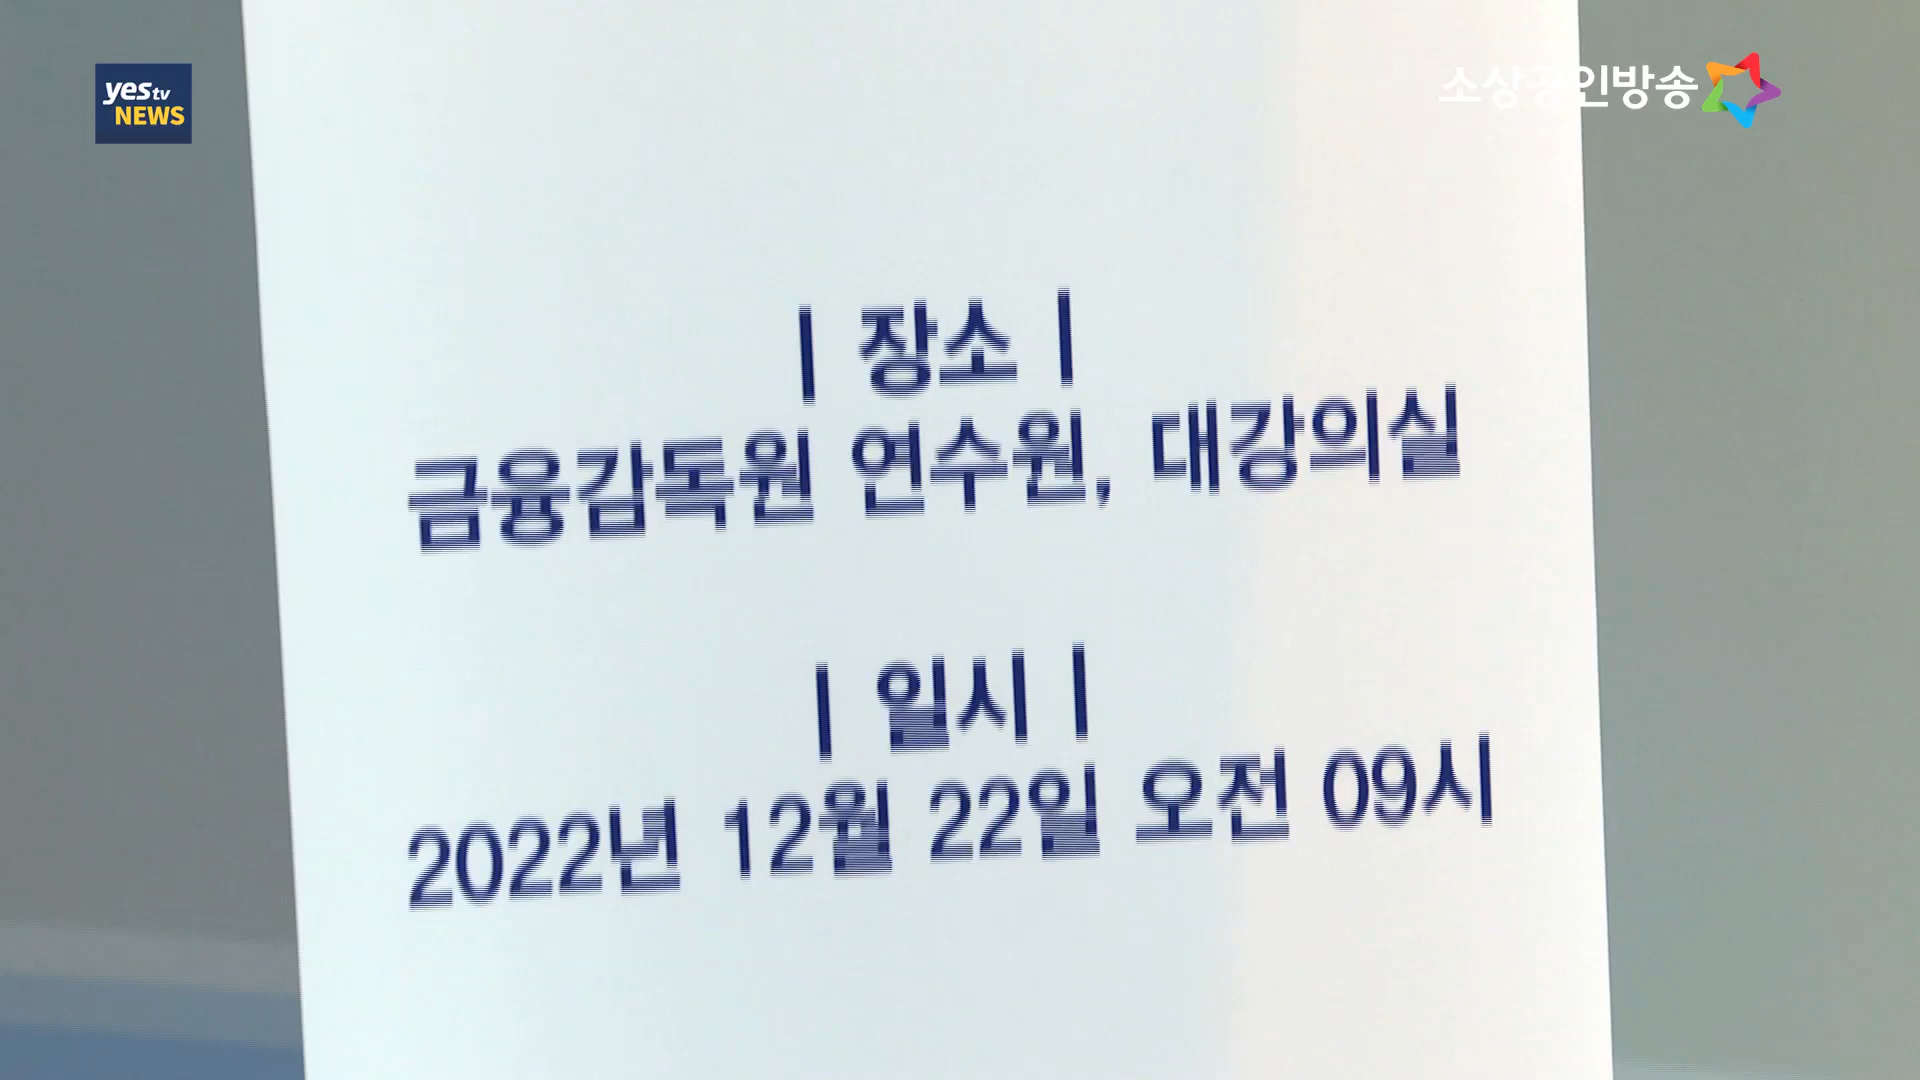 yestv
NEWS
소상공인방송
| 장소 |
금융감독원 연수원, 대강의실
| 일시 |
2022년 12월 22일 오전 09시